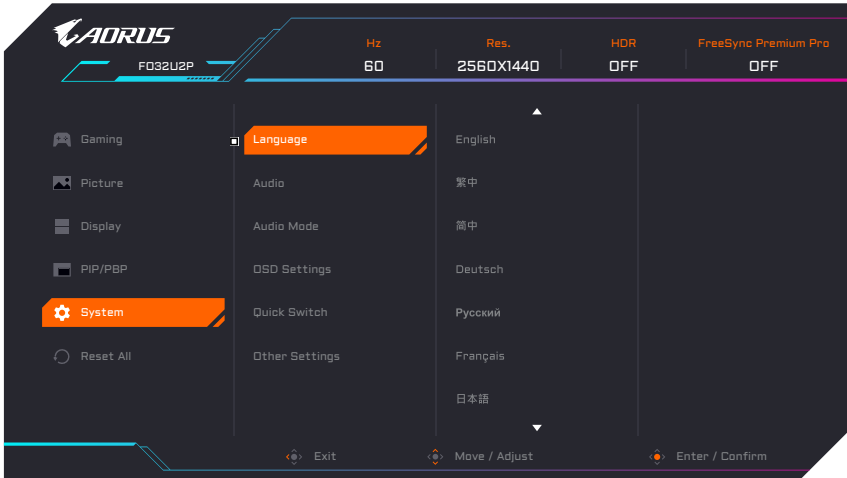 AORUS
FO32U2P
Hz Res. HDR FreeSync Premium Pro
60 2560X1440 OFF OFF
Gaming Language English
Picture Audio 繁中
Display Audio Mode 简中
PIP/PBP OSD Settings Deutsch
System Quick Switch Русский
Reset All Other Settings Français
日本語
Exit Move / Adjust Enter / Confirm